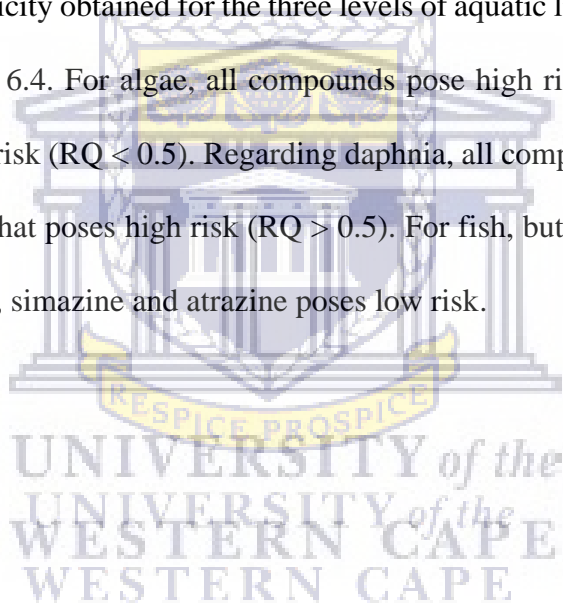 icity obtained for the three levels of aquatic l
6.4. For algae, all compounds pose high ri
risk (RQ < 0.5). Regarding daphnia, all comp
hat poses high risk (RQ > 0.5). For fish, but
, simazine and atrazine poses low risk.
RESPICE PROSPICE
UNIVERSITY of the
UNIVERSITY of the
WESTERN CAPE
WESTERN CAPE